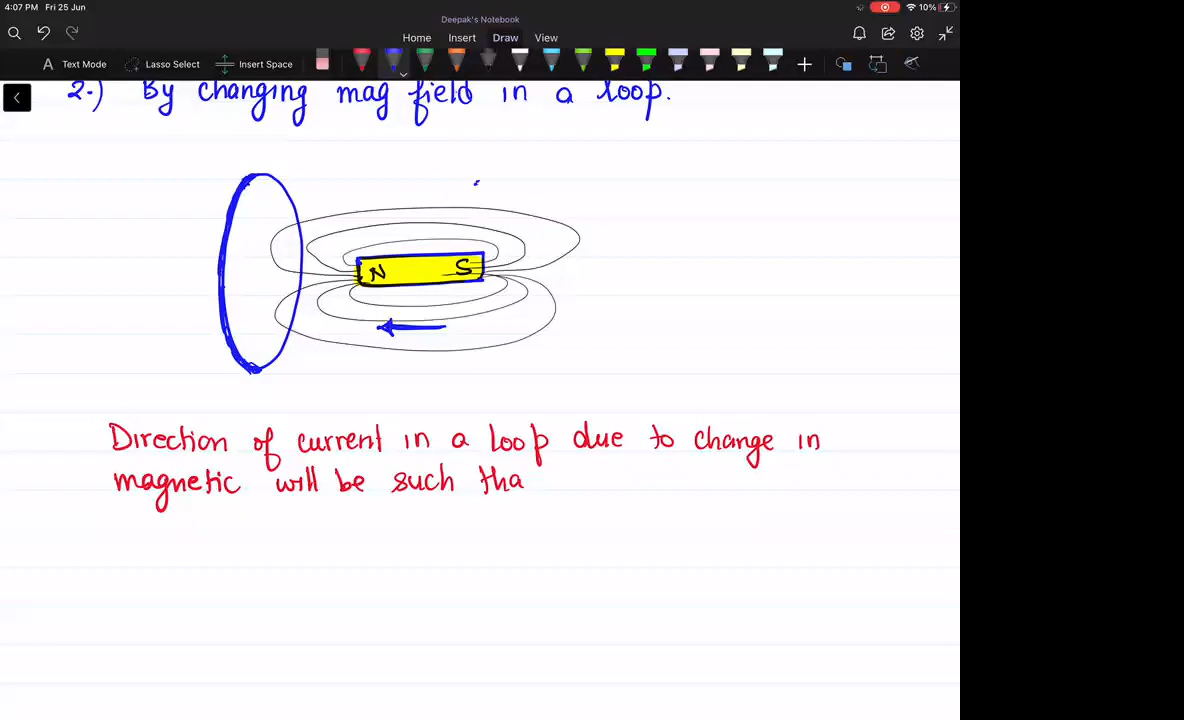 4:07 PM Fri 25 Jun
10%
Deepak's Notebook
Home Insert Draw View
A Text Mode Lasso Select Insert Space
2.) By changing mag field in a loop.
N S
Direction of current in a loop due to change in
magnetic will be such tha